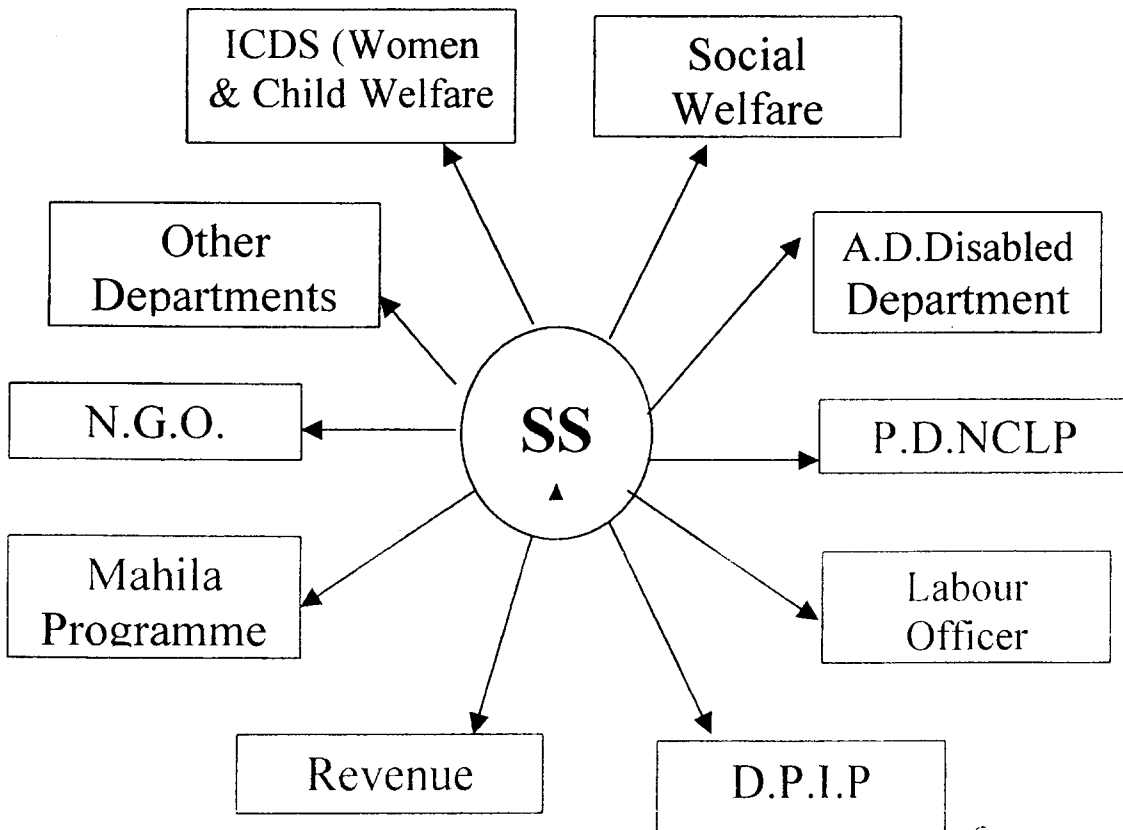 ICDS (Women
& Child Welfare
Social
Welfare
Other
Departments
A.D.Disabled
Department
N.G.O.
SS
P.D.NCLP
Mahila
Programme
Labour
Officer
Revenue
D.P.I.P